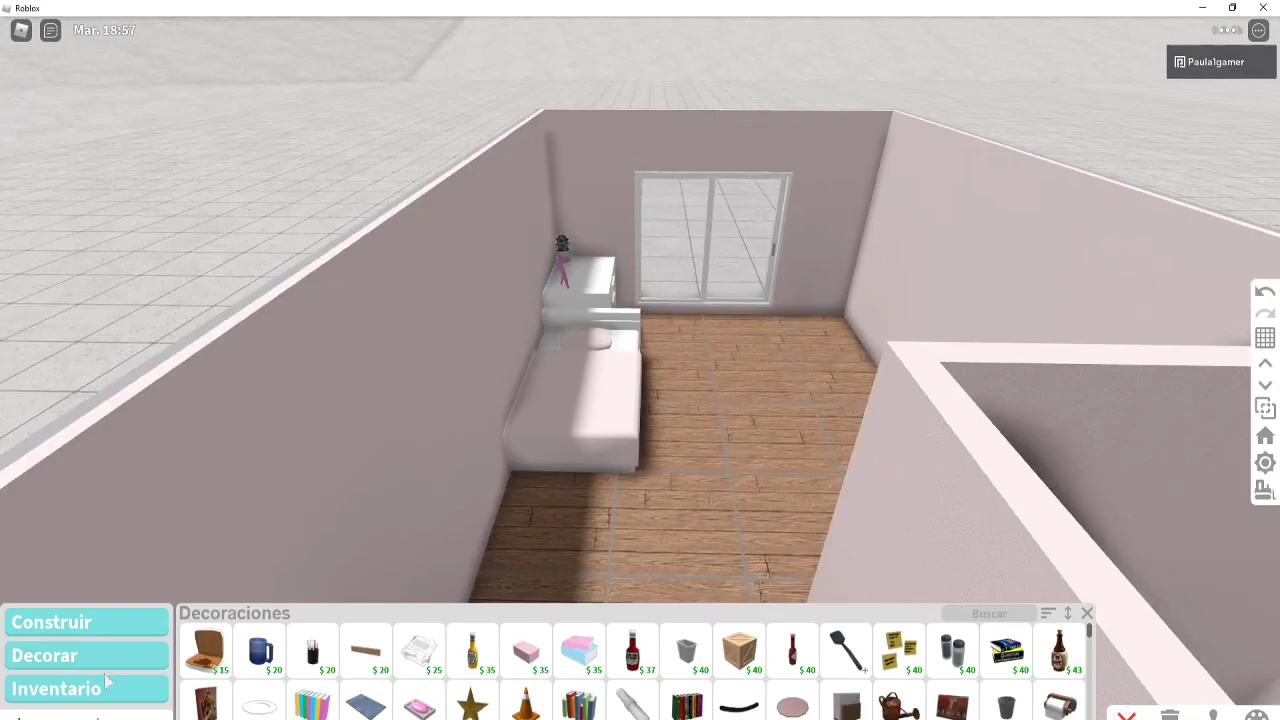 Roblox
Mar. 18:57
Paula1gamer
Construir
Decorar
Inventario
Decoraciones
Buscar
$ 15
$ 20
$ 20
$ 20
$ 25
$ 35
$ 35
$ 35
$ 37
$ 40
$ 40
$ 40
$ 40
$ 40
$ 40
$ 43